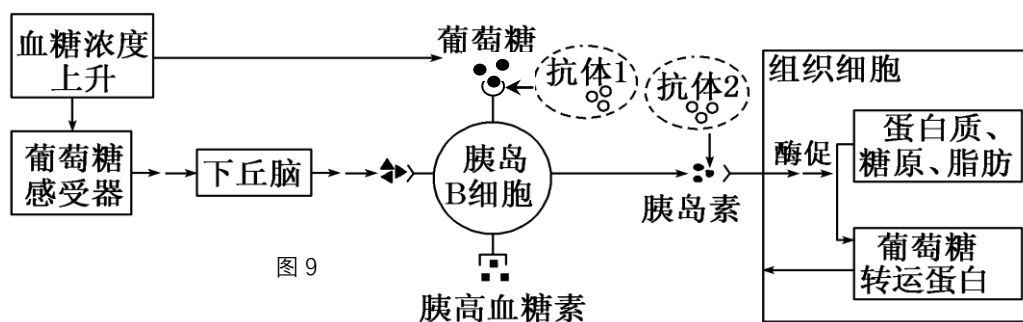 血糖浓度
上升
葡萄糖
抗体1
抗体2
组织细胞
葡萄糖
感受器
下丘脑
胰岛
B细胞
胰岛素
酶促
蛋白质、
糖原、脂肪
葡萄糖
转运蛋白
图 9
胰高血糖素